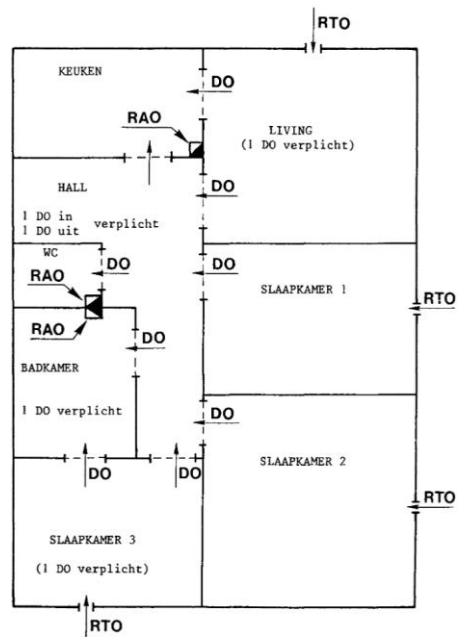 RTO
KEUKEN
DO
RAO
LIVING
(1 DO verplicht)
HALL
DO
1 DO in
1 DO uit
verplicht
WC
DO
DO
RAO
RAO
SLAAPKAMER 1
RTO
DO
BADKAMER
1 DO verplicht
DO
SLAAPKAMER 2
DO
DO
RTO
SLAAPKAMER 3
(1 DO verplicht)
RTO